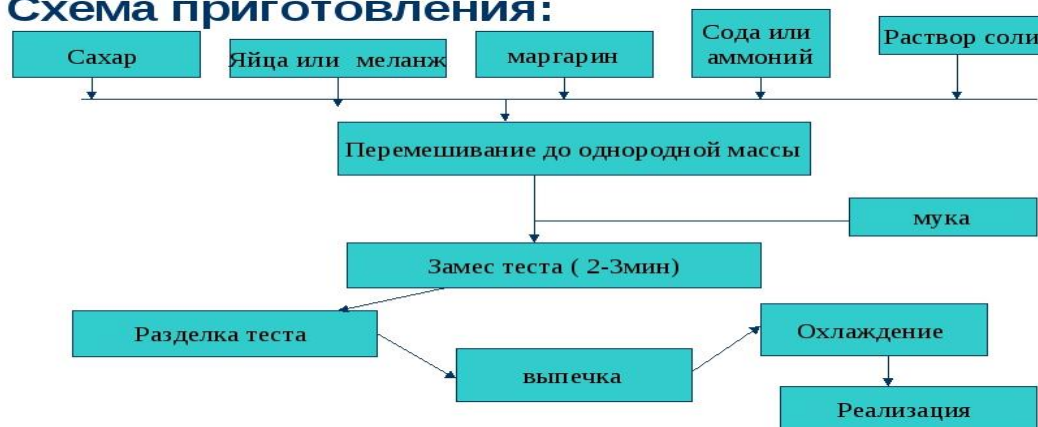 Схема приготовления:
Сахар
Яйца или меланж
маргарин
Сода или
аммоний
Раствор соли
Перемешивание до однородной массы
мука
Замес теста ( 2-3мин)
Разделка теста
выпечка
Охлаждение
Реализация